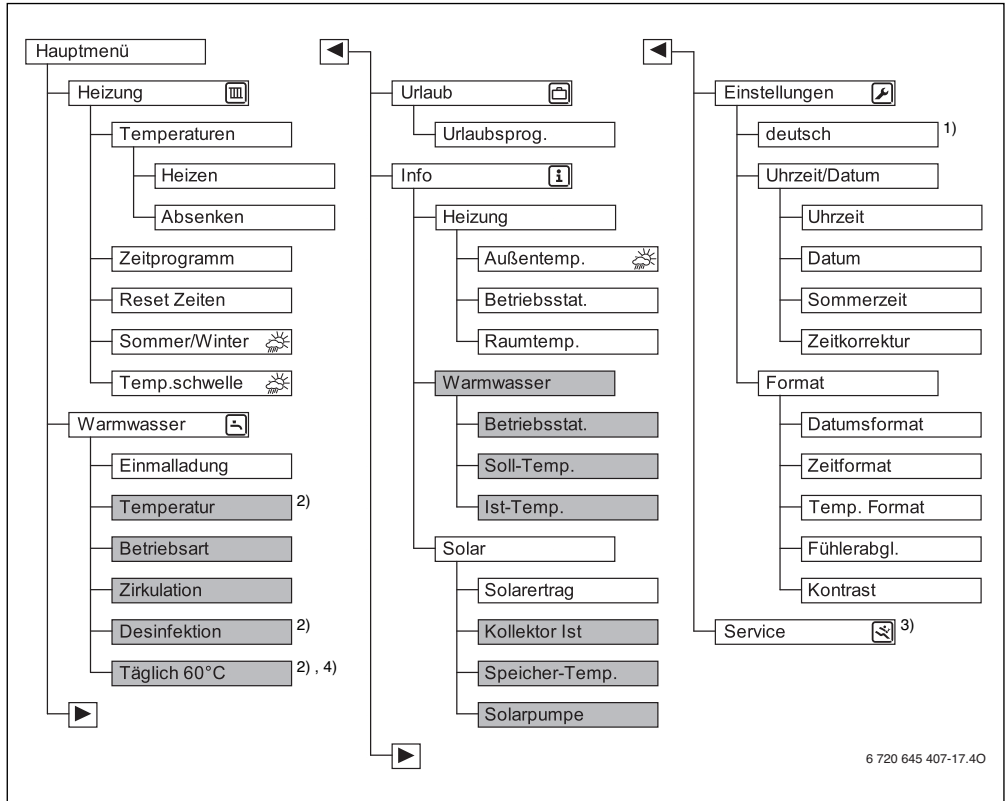 Hauptmenü
Heizung
Temperaturen
Heizen
Absenken
Zeitprogramm
Reset Zeiten
Sommer/Winter
Temp.schwelle
Warmwasser
Einmalladung
Temperatur 2)
Betriebsart
Zirkulation
Desinfektion 2)
Täglich 60°C 2) , 4)
Urlaub
Urlaubsprog.
Info i
Heizung
Außentemp.
Betriebsstat.
Raumtemp.
Warmwasser
Betriebsstat.
Soll-Temp.
Ist-Temp.
Solar
Solarertrag
Kollektor Ist
Speicher-Temp.
Solarpumpe
Einstellungen
deutsch 1)
Uhrzeit/Datum
Uhrzeit
Datum
Sommerzeit
Zeitkorrektur
Format
Datumsformat
Zeitformat
Temp. Format
Fühlerabgl.
Kontrast
Service 3)
6 720 645 407-17.4O